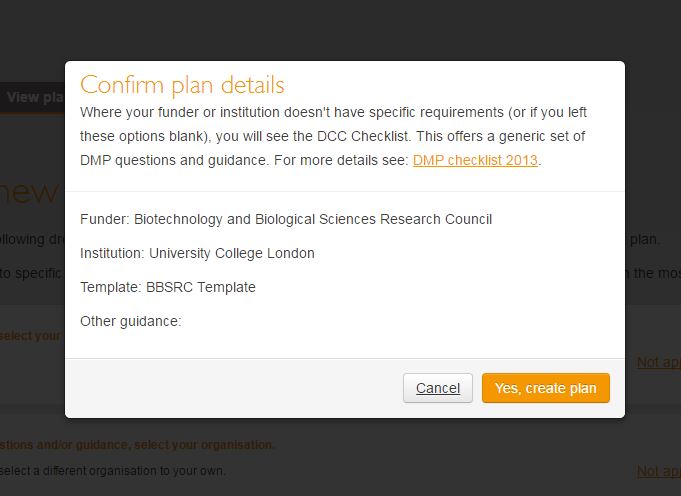 Confirm plan details
Where your funder or institution doesn't have specific requirements (or if you left
these options blank), you will see the DCC Checklist. This offers a generic set of
DMP questions and guidance. For more details see: DMP checklist 2013.
View pla
new
ollowing dr
plan.
to specific
n the mos
Funder: Biotechnology and Biological Sciences Research Council
Institution: University College London
Template: BBSRC Template
Other guidance:
select your
Not app
Cancel
Yes, create plan
stions and/or guidance, select your organisation.
select a different organisation to your own.
Not app